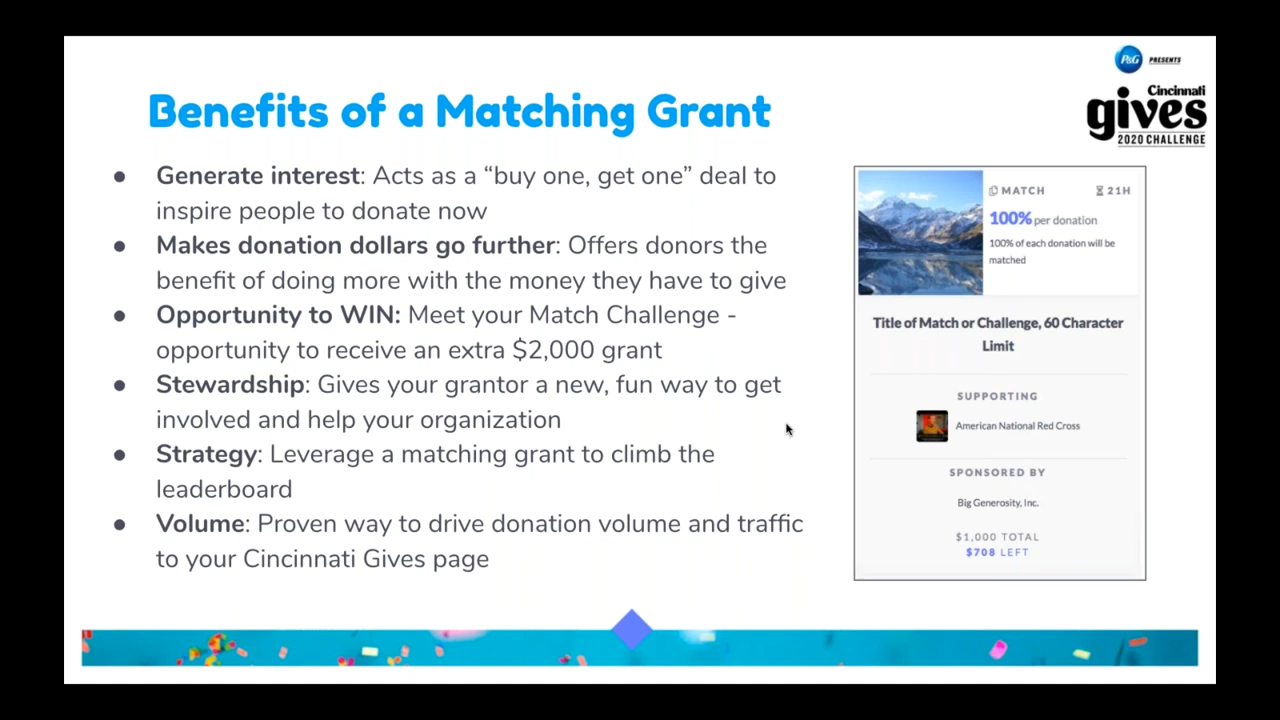 P&G PRESENTS
Cincinnati
gives
2020 CHALLENGE
Benefits of a Matching Grant
● Generate interest: Acts as a “buy one, get one” deal to
inspire people to donate now
● Makes donation dollars go further: Offers donors the
benefit of doing more with the money they have to give
● Opportunity to WIN: Meet your Match Challenge -
opportunity to receive an extra $2,000 grant
● Stewardship: Gives your grantor a new, fun way to get
involved and help your organization
● Strategy: Leverage a matching grant to climb the
leaderboard
● Volume: Proven way to drive donation volume and traffic
to your Cincinnati Gives page
MATCH 21H
100% per donation
100% of each donation will be
matched
Title of Match or Challenge, 60 Character
Limit
SUPPORTING
American National Red Cross
SPONSORED BY
Big Generosity, Inc.
$1,000 TOTAL
$708 LEFT